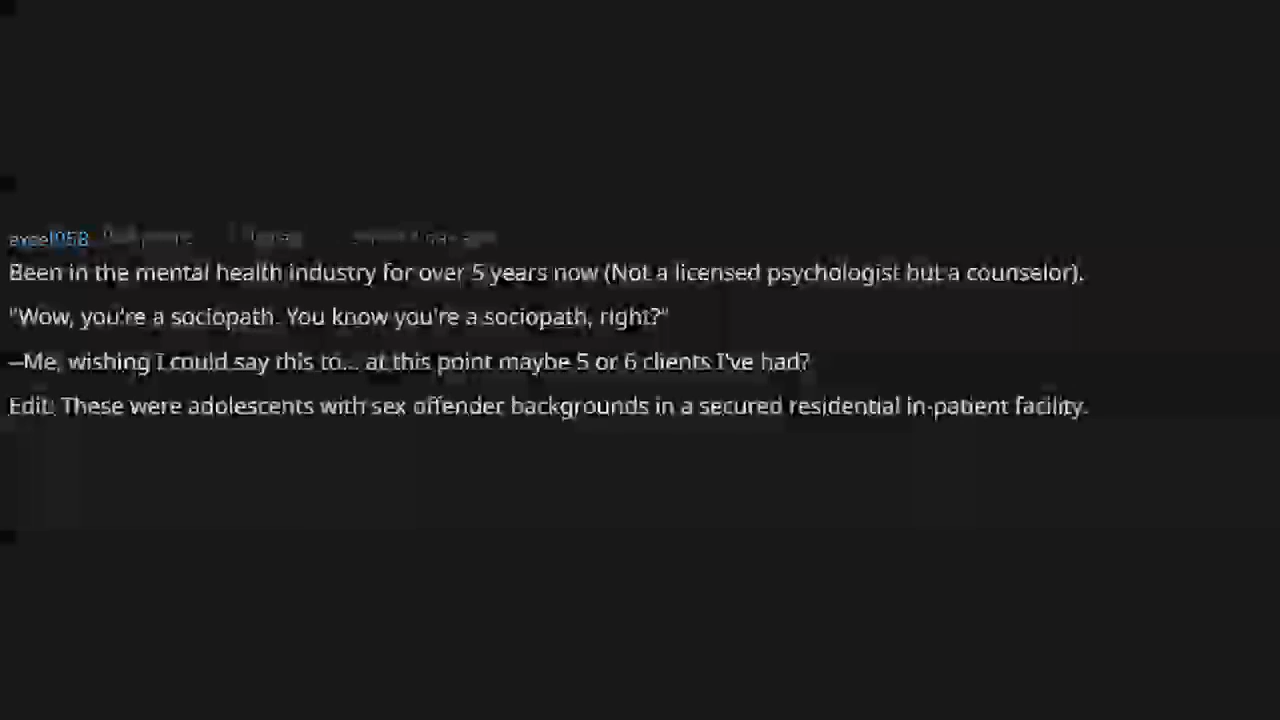 Been in the mental health industry for over 5 years now (Not a licensed psychologist but a counselor).
"Wow, you're a sociopath. You know you're a sociopath, right?"
–Me, wishing I could say this to... at this point maybe 5 or 6 clients I've had?
Edit: These were adolescents with sex offender backgrounds in a secured residential in-patient facility.